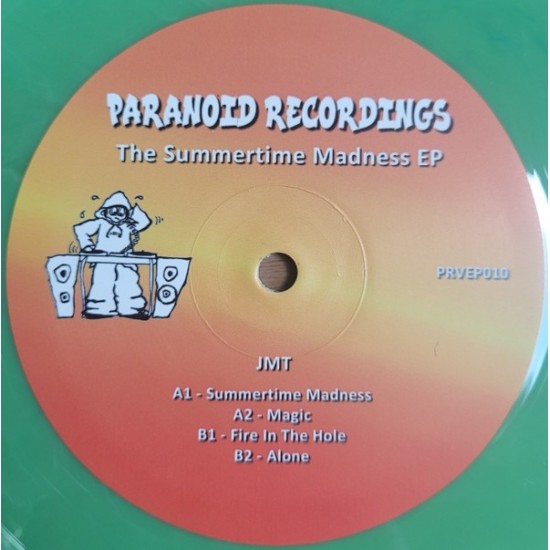 PARANOID RECORDINGS
The Summertime Madness EP
PRVEP010
JMT
A1 - Summertime Madness
A2 - Magic
B1 - Fire In The Hole
B2 - Alone